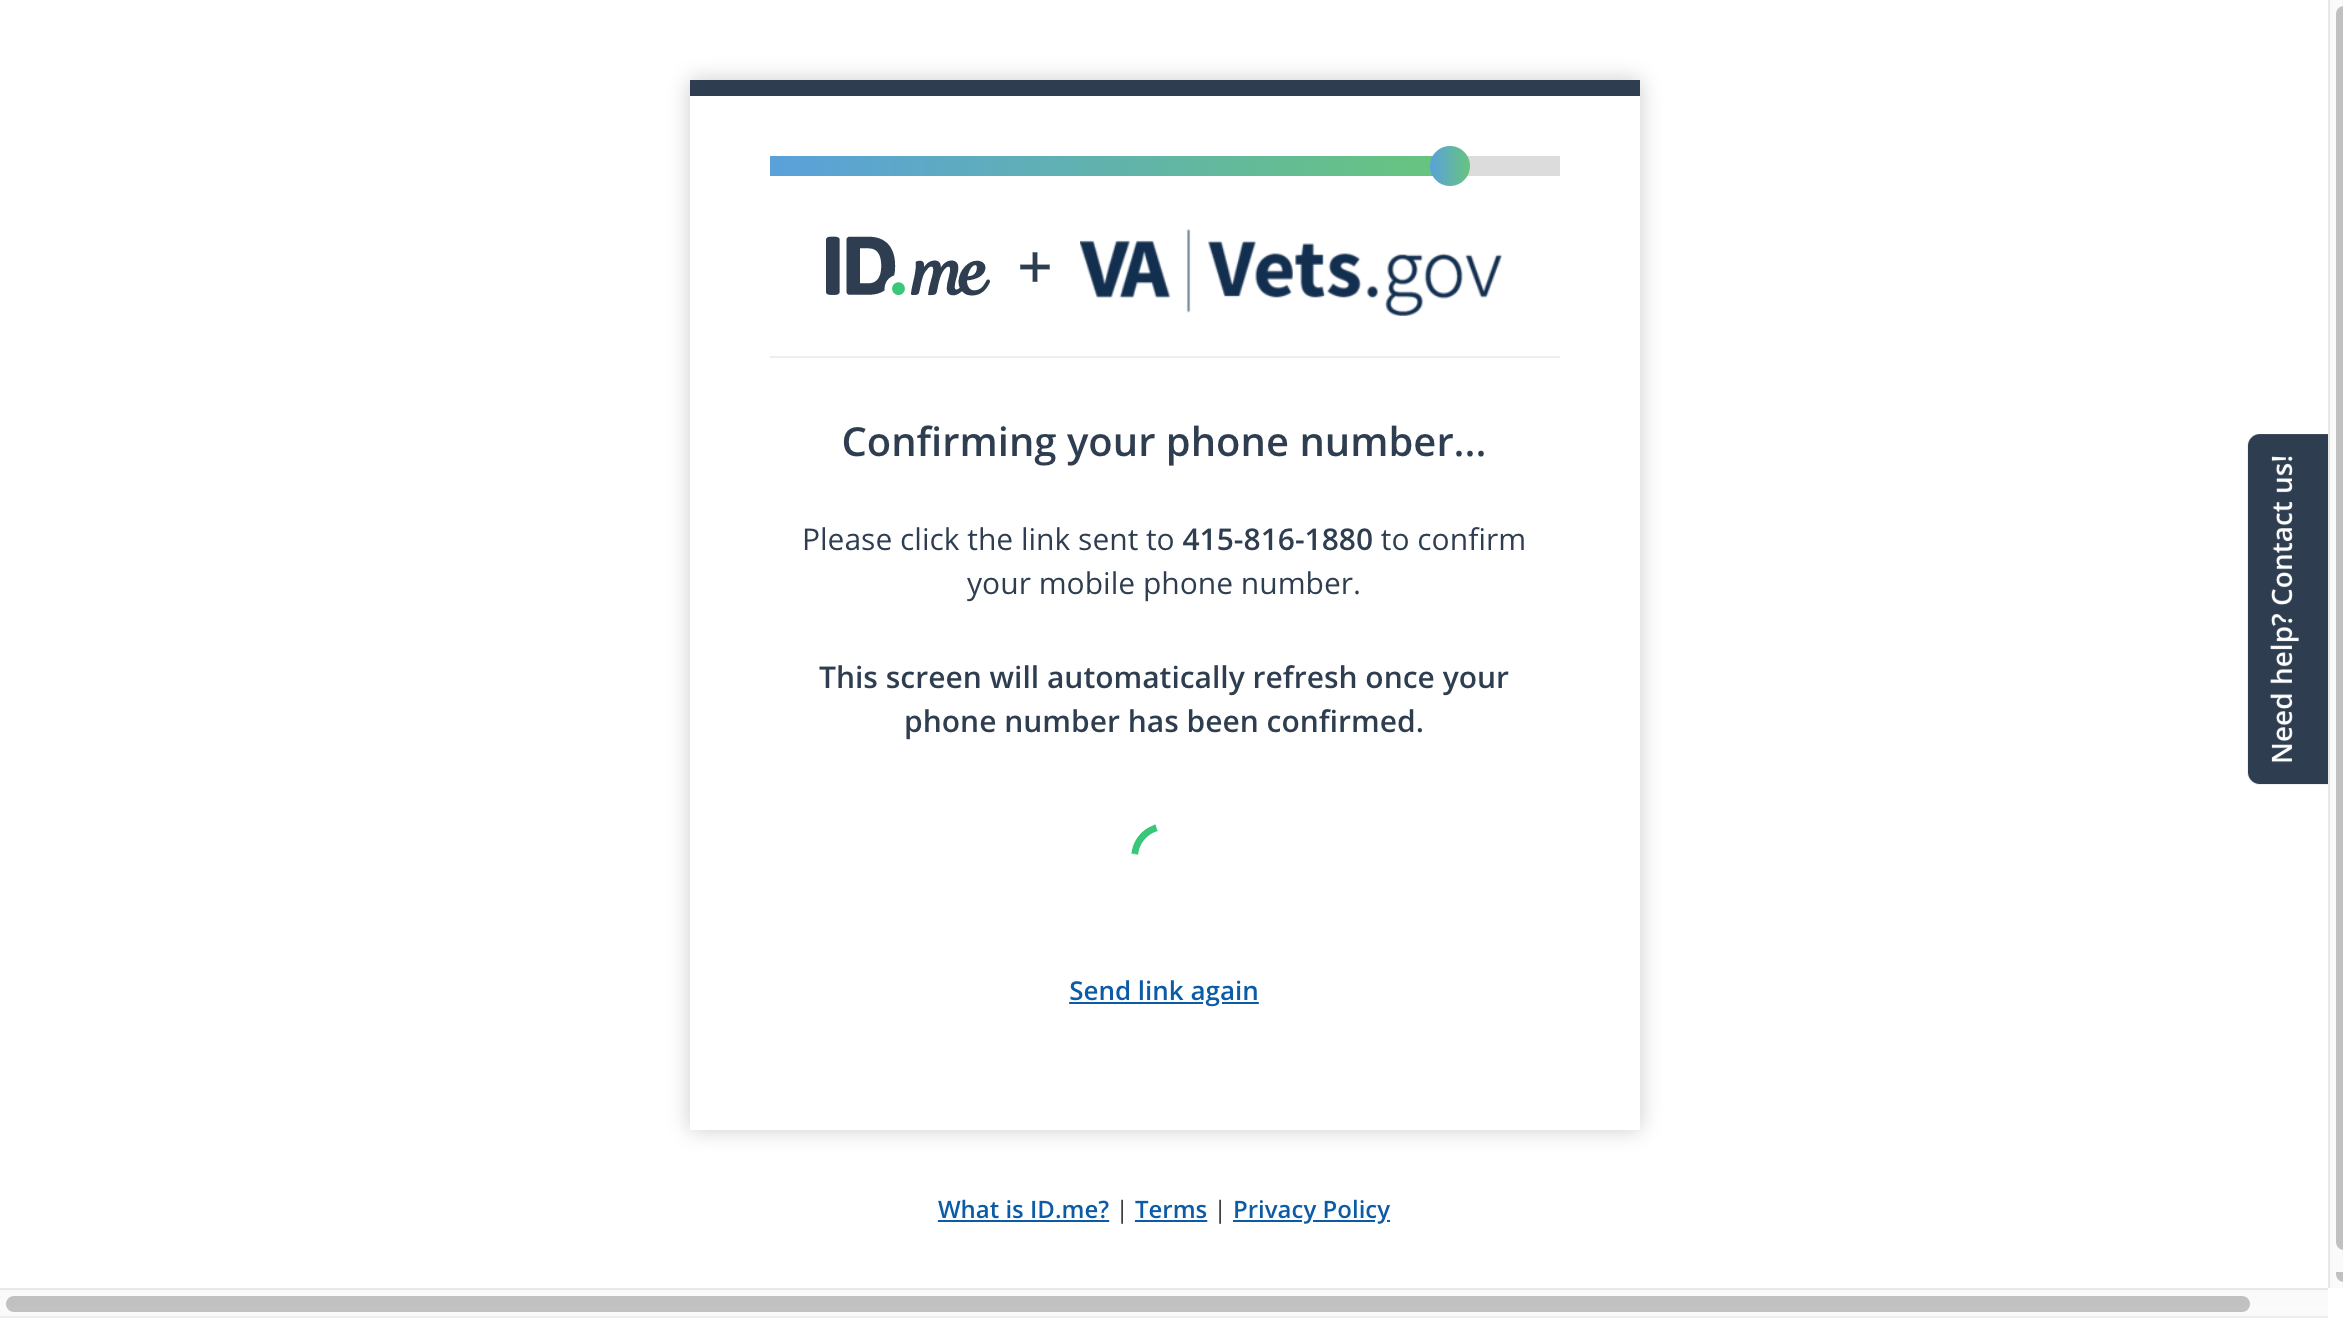 ID.me + VA | Vets.gov
Confirming your phone number...
Please click the link sent to 415-816-1880 to confirm
your mobile phone number.
This screen will automatically refresh once your
phone number has been confirmed.
Send link again
What is ID.me? | Terms | Privacy Policy
Need help? Contact us!